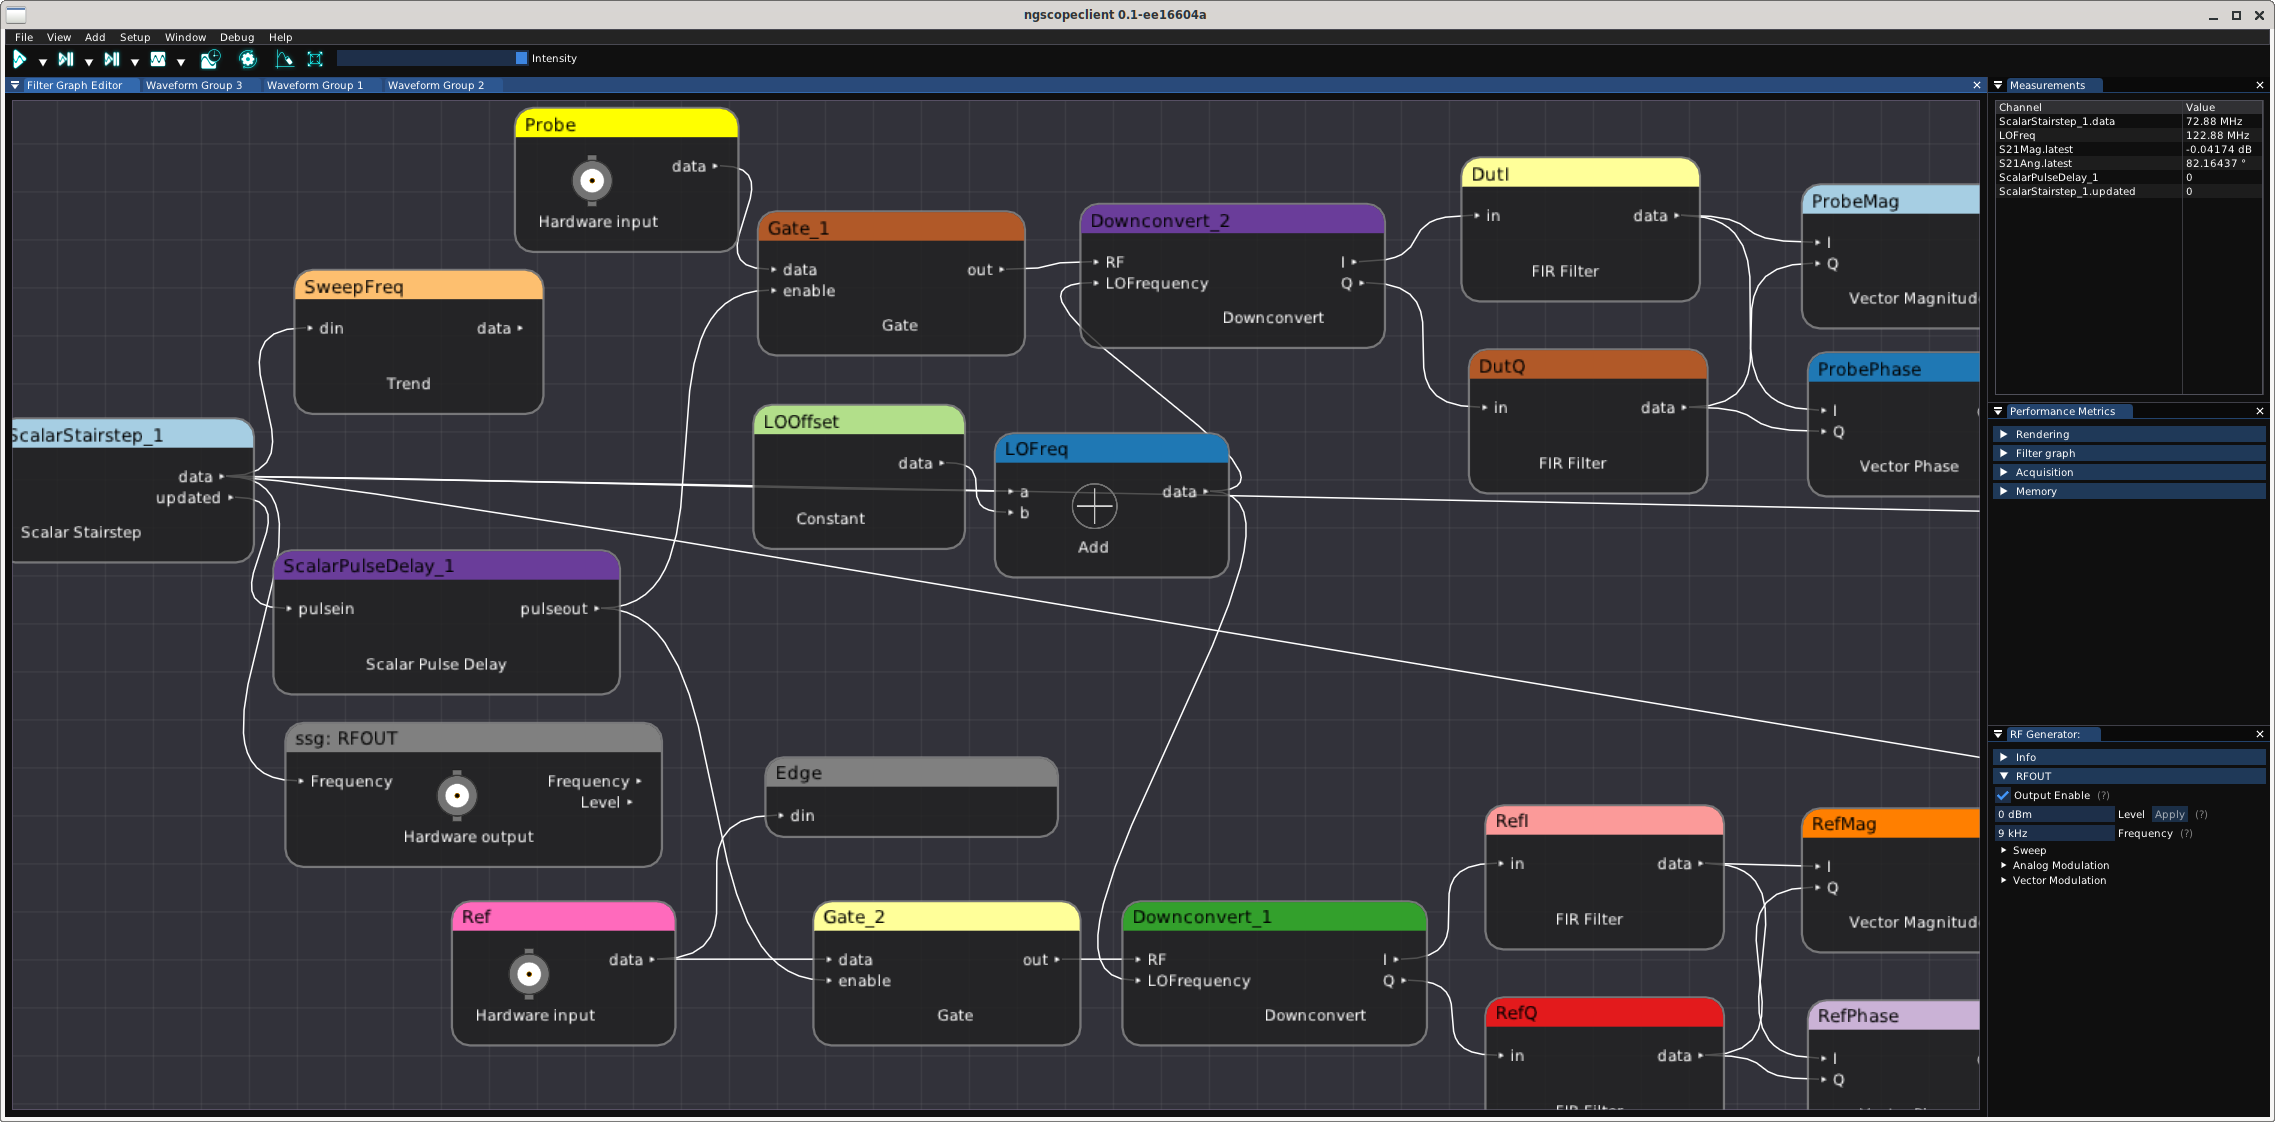 ngscopeclient 0.1-ee16604a
File View Add Setup Window Debug Help
Intensity
Filter Graph Editor Waveform Group 3 Waveform Group 1 Waveform Group 2
Probe
data
Hardware input
SweepFreq
din data
Trend
ScalarStairstep_1
data
updated
Scalar Stairstep
ScalarPulseDelay_1
pulsein pulseout
Scalar Pulse Delay
ssg: RFOUT
Frequency Frequency
Level
Hardware output
Ref
data
Hardware input
Gate_1
data out
enable
Gate
LOOffset
data
Constant
LOFreq
a data
b
Add
Edge
din
Gate_2
data out
enable
Gate
Downconvert_2
RF I
LOFrequency Q
Downconvert
Downconvert_1
RF I
LOFrequency Q
Downconvert
DutI
in data
FIR Filter
DutQ
in data
FIR Filter
RefI
in data
FIR Filter
RefQ
in data
ProbeMag
I
Q
Vector Magnitud
ProbePhase
I
Q
Vector Phase
RefMag
I
Q
Vector Magnitud
RefPhase
I
Q
Measurements
Channel Value
ScalarStairstep_1.data 72.88 MHz
LOFreq 122.88 MHz
S21Mag.latest -0.04174 dB
S21Ang.latest 82.16437 °
ScalarPulseDelay_1 0
ScalarStairstep_1.updated 0
Performance Metrics
Rendering
Filter graph
Acquisition
Memory
RF Generator:
Info
RFOUT
Output Enable (?)
0 dBm Level Apply (?)
9 kHz Frequency (?)
Sweep
Analog Modulation
Vector Modulation